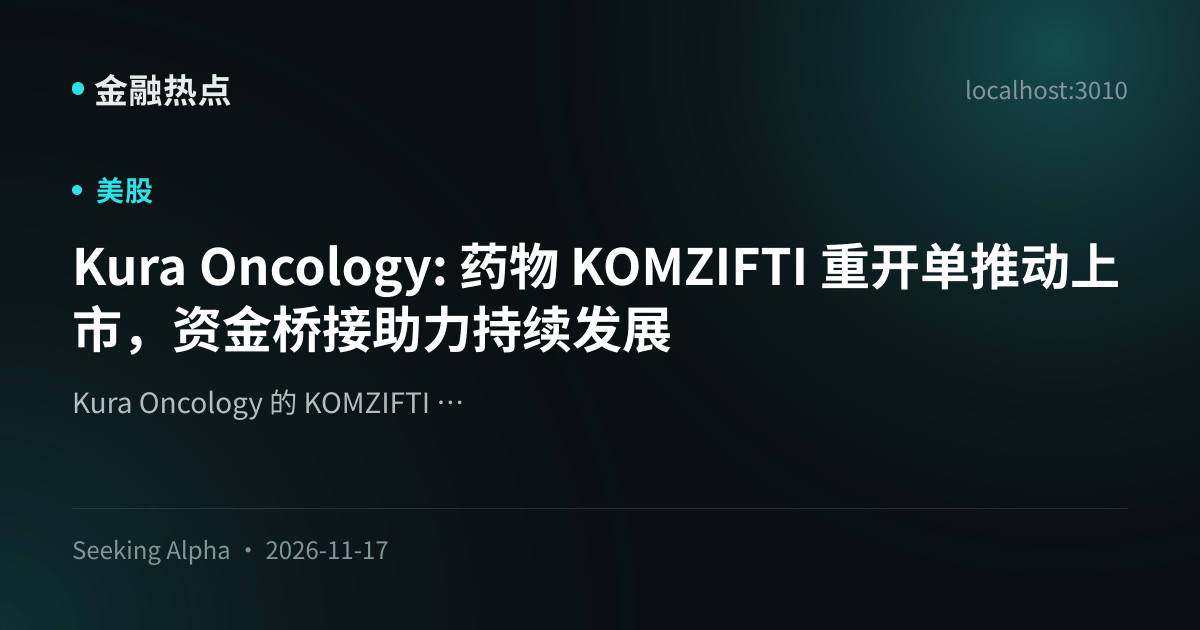 金融热点
localhost:3010
美股
Kura Oncology: 药物 KOMZIFTI 重开单推动上
市，资金桥接助力持续发展
Kura Oncology 的 KOMZIFTI …
Seeking Alpha · 2026-11-17